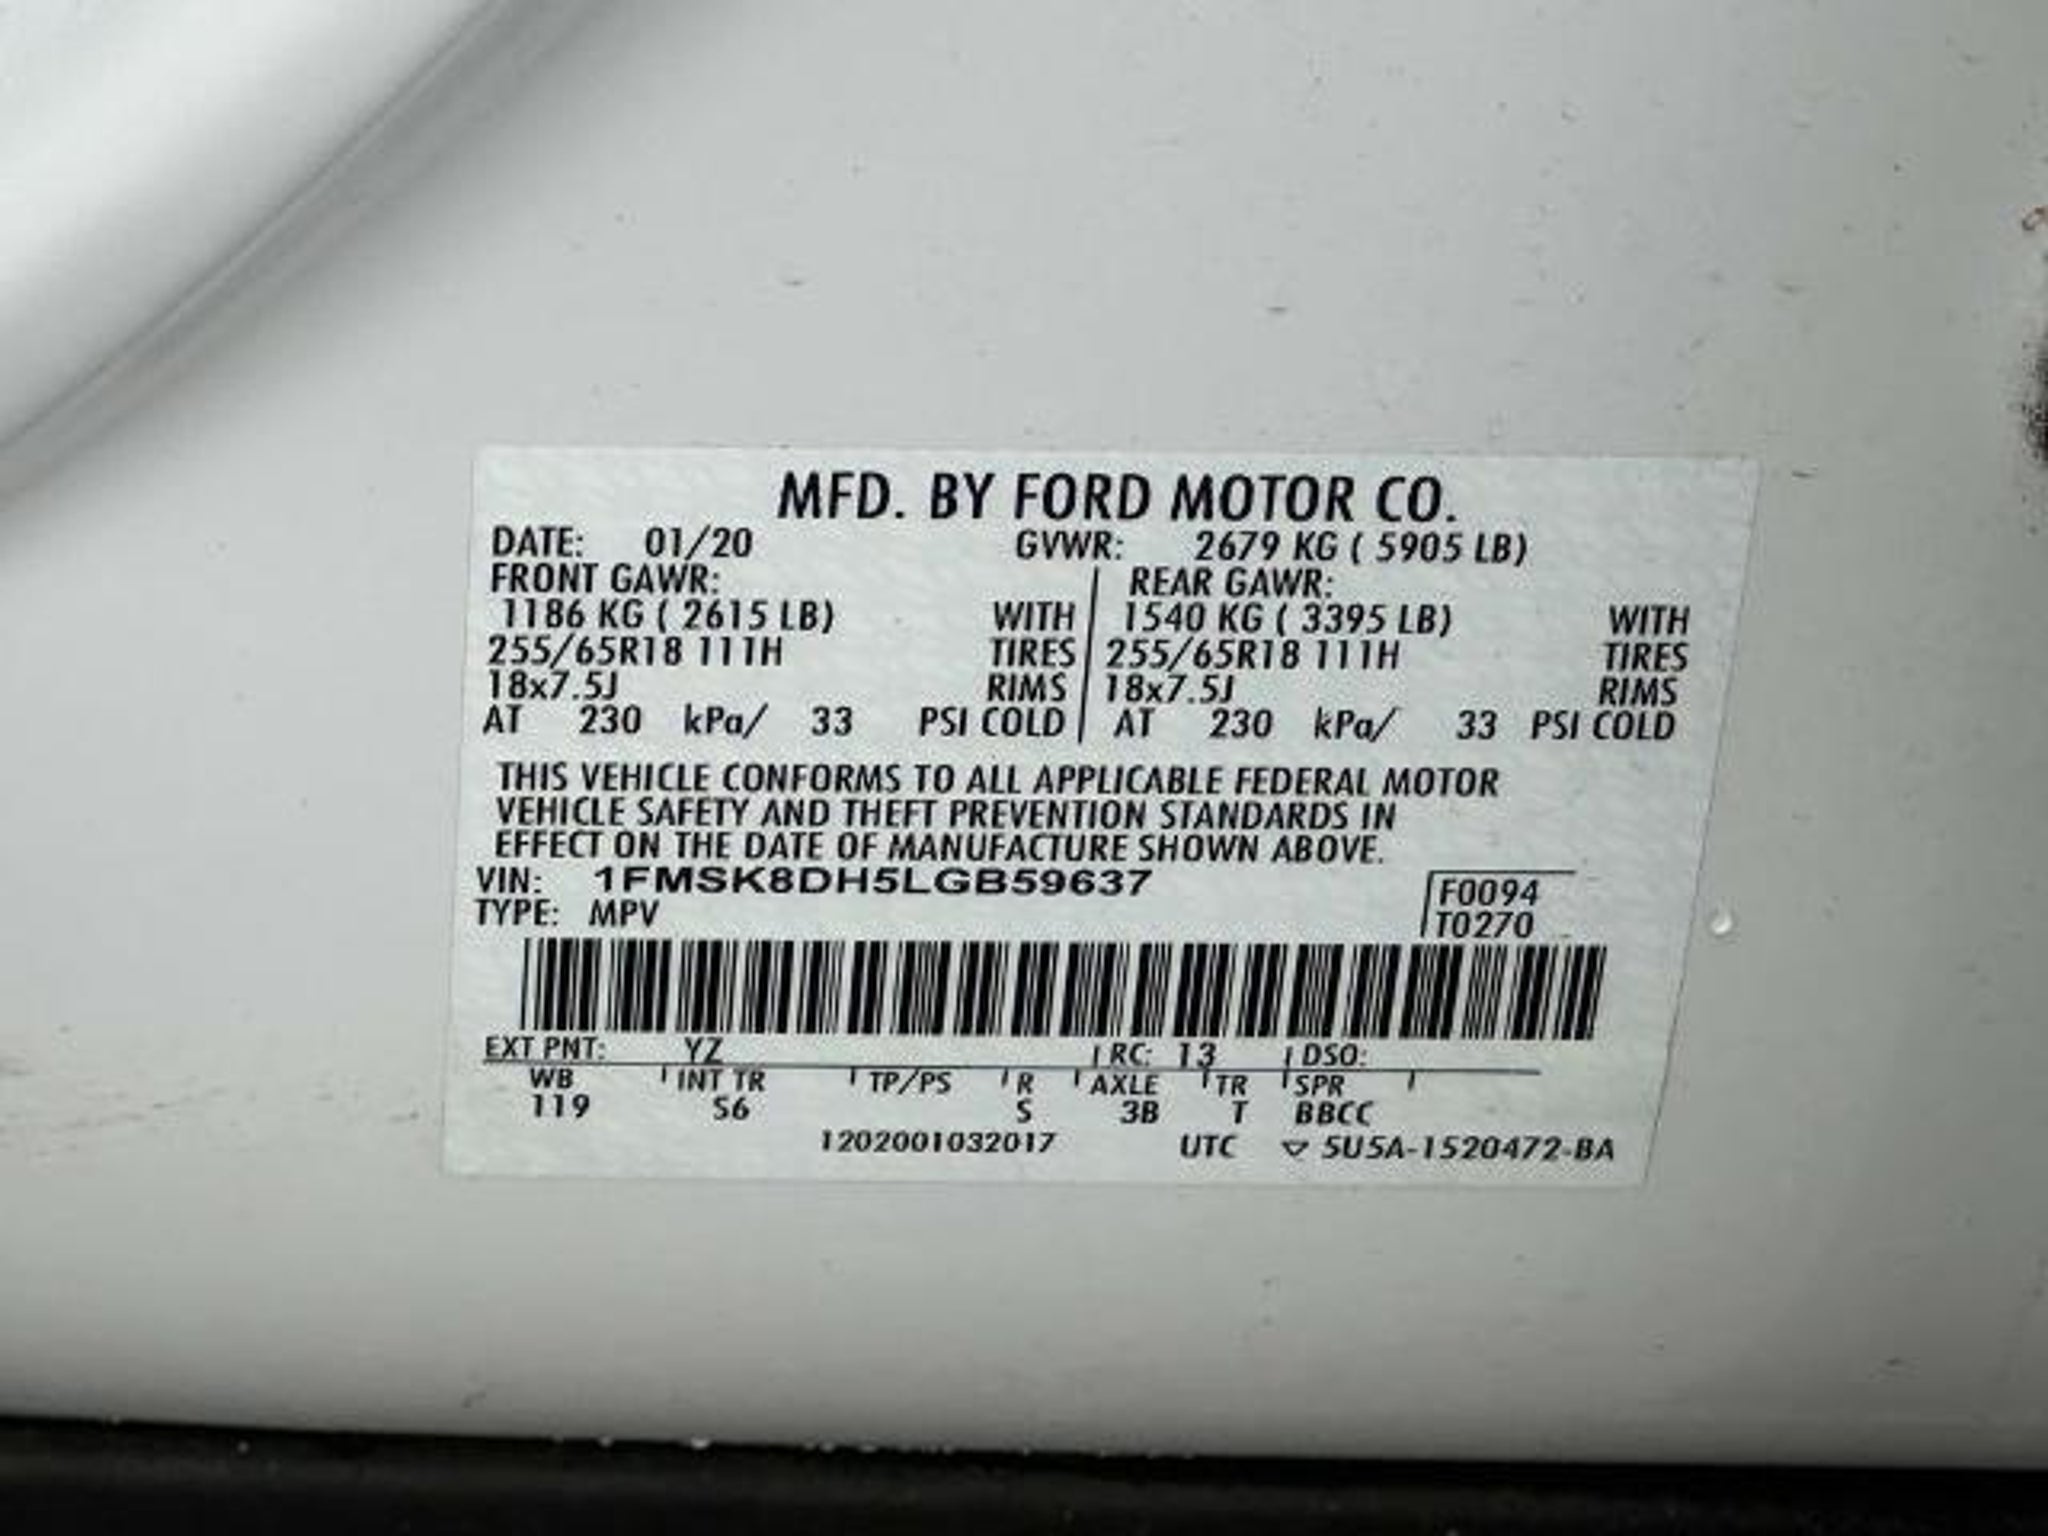 MFD. BY FORD MOTOR CO.
DATE: 01/20 GVWR: 2679 KG ( 5905 LB)
FRONT GAWR: REAR GAWR:
1186 KG ( 2615 LB) WITH 1540 KG ( 3395 LB) WITH
255/65R18 111H TIRES 255/65R18 111H TIRES
18x7.5J RIMS 18x7.5J RIMS
AT 230 kPa/ 33 PSI COLD AT 230 kPa/ 33 PSI COLD
THIS VEHICLE CONFORMS TO ALL APPLICABLE FEDERAL MOTOR
VEHICLE SAFETY AND THEFT PREVENTION STANDARDS IN
EFFECT ON THE DATE OF MANUFACTURE SHOWN ABOVE.
VIN: 1FMSK8DH5LGB59637
F0094
TYPE: MPV T0270
EXT PNT: YZ RC: 13 DSO:
WB INT TR TP/PS R AXLE TR SPR
119 S6 S 3B T BBCC
1202001032017 UTC ▽ 5U5A-1520472-BA